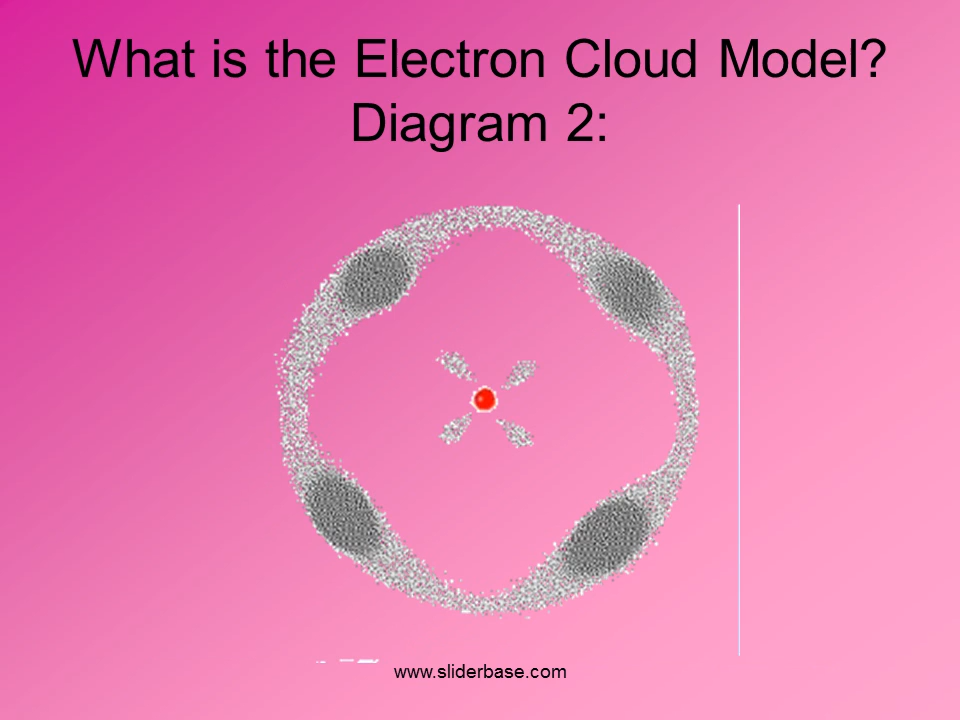 What is the Electron Cloud Model?
Diagram 2:
www.sliderbase.com